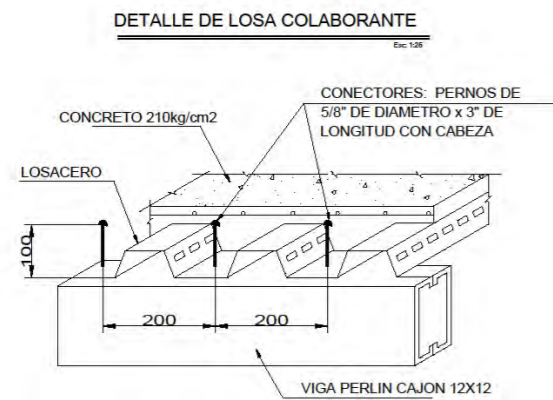 DETALLE DE LOSA COLABORANTE
Esc: 1:26
CONECTORES: PERNOS DE
5/8" DE DIAMETRO x 3" DE
LONGITUD CON CABEZA
CONCRETO 210kg/cm2
LOSACERO
100
200
200
VIGA PERLIN CAJON 12X12